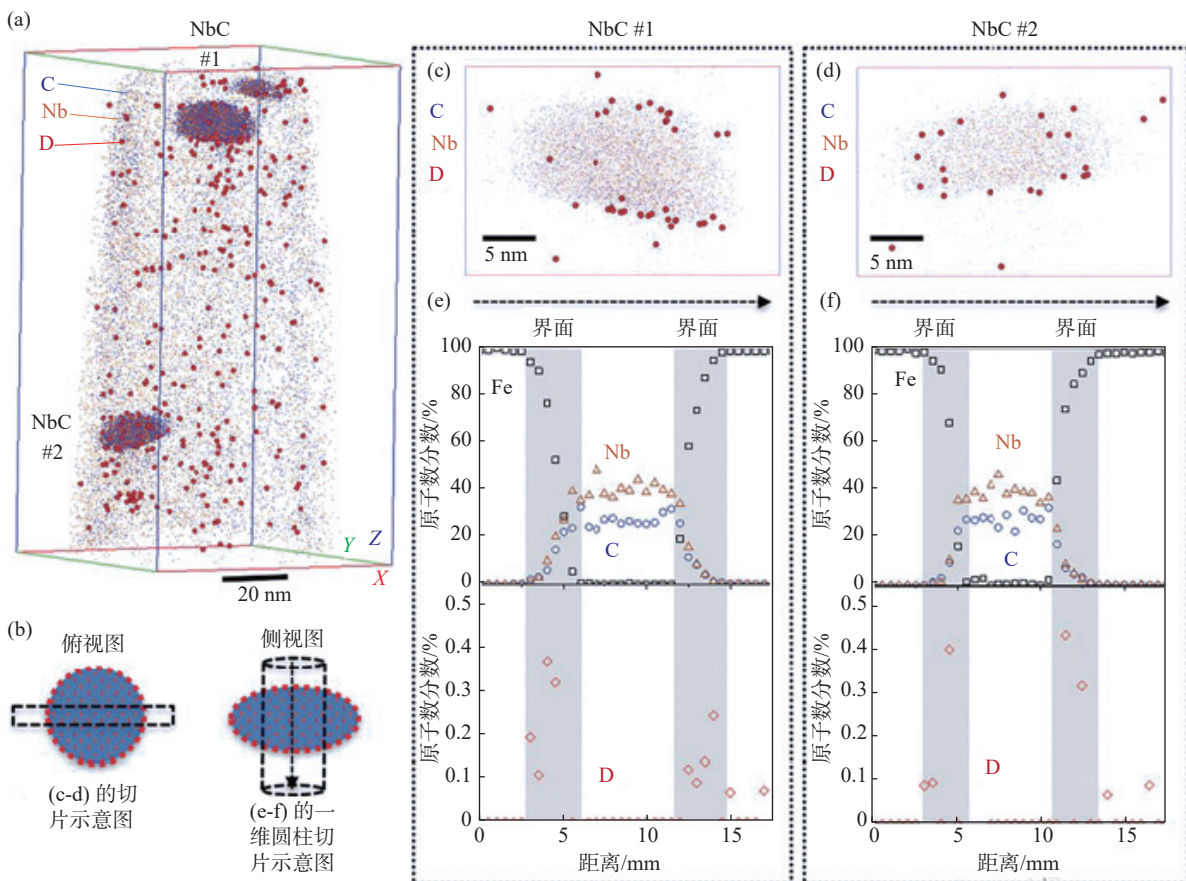 (a)
NbC
#1
C
Nb
D
NbC
#2
Y
Z
X
20 nm
(b)
俯视图
侧视图
(c-d) 的切
片示意图
(e-f) 的一
维圆柱切
片示意图
NbC #1
(c)
C
Nb
D
5 nm
(e)
界面
界面
100
80
60
40
20
0
原子数分数/%
Fe
Nb
C
0.5
0.4
0.3
0.2
0.1
0
原子数分数/%
D
0
5
10
15
距离/mm
NbC #2
(d)
C
Nb
D
5 nm
(f)
界面
界面
100
80
60
40
20
0
原子数分数/%
Fe
Nb
C
0.5
0.4
0.3
0.2
0.1
0
原子数分数/%
D
0
5
10
15
距离/mm